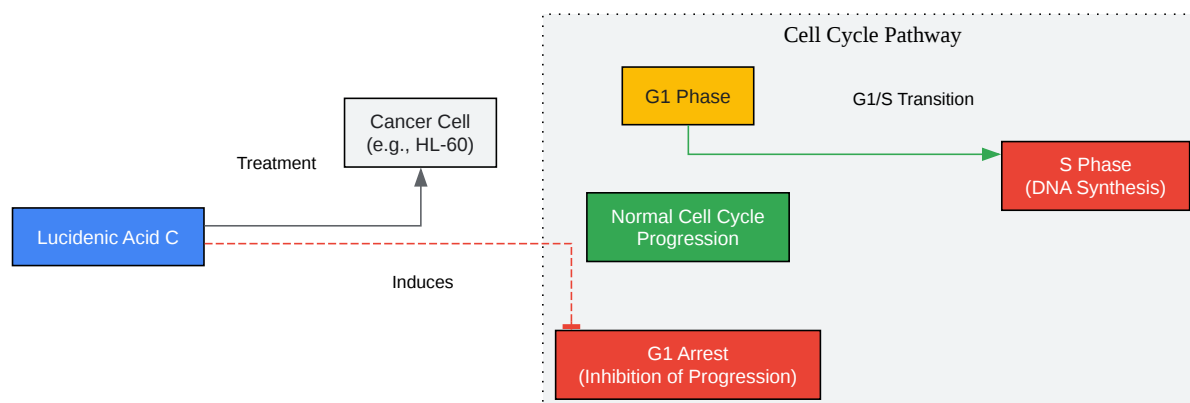 Cell Cycle Pathway
G1 Phase
G1/S Transition
Cancer Cell
(e.g., HL-60)
Treatment
S Phase
(DNA Synthesis)
Lucidenic Acid C
Normal Cell Cycle
Progression
Induces
G1 Arrest
(Inhibition of Progression)